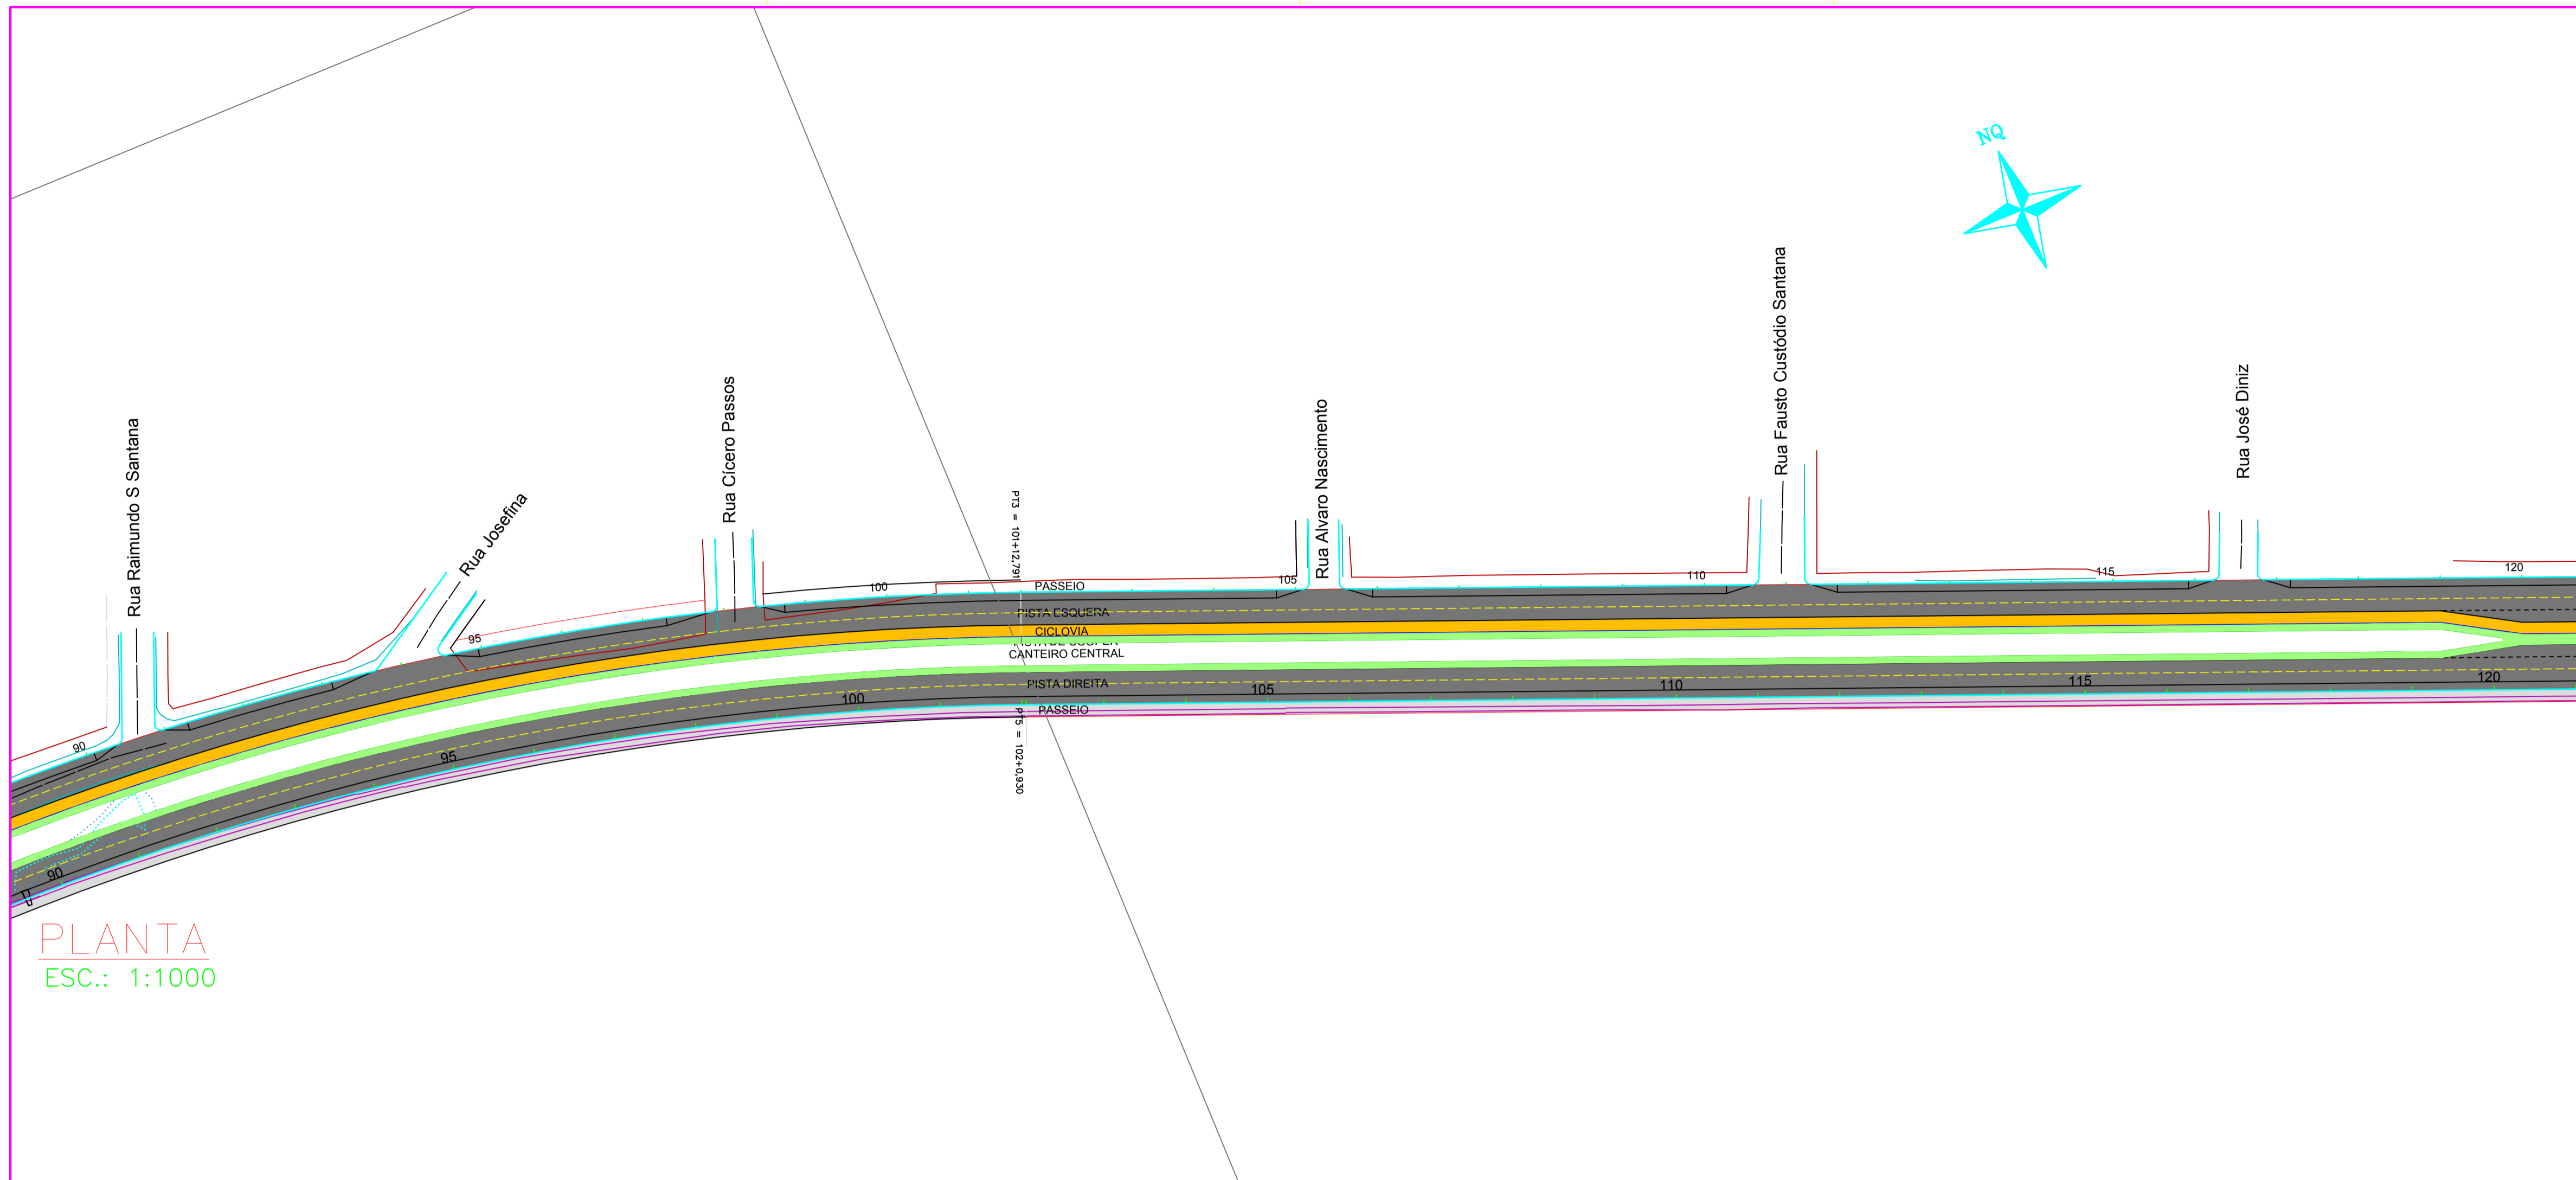 NQ
Rua Raimundo S Santana
Rua Josefina
Rua Cícero Passos
Rua Alvaro Nascimento
Rua Fausto Custódio Santana
Rua José Diniz
PT3 = 101+12,791
90
95
100
105
110
115
120
PASSEIO
PISTA ESQUERA
CICLOVIA
CANTEIRO CENTRAL
PISTA DIREITA
PASSEIO
90
95
100
105
110
115
120
PT5 = 102+0,930
PLANTA
ESC.: 1:1000